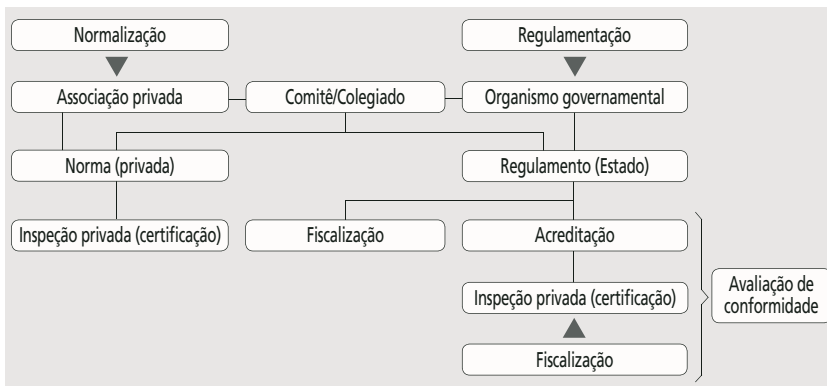 Normalização
Regulamentação
Associação privada
Comitê/Colegiado
Organismo governamental
Norma (privada)
Regulamento (Estado)
Inspeção privada (certificação)
Fiscalização
Acreditação
Inspeção privada (certificação)
Avaliação de
conformidade
Fiscalização